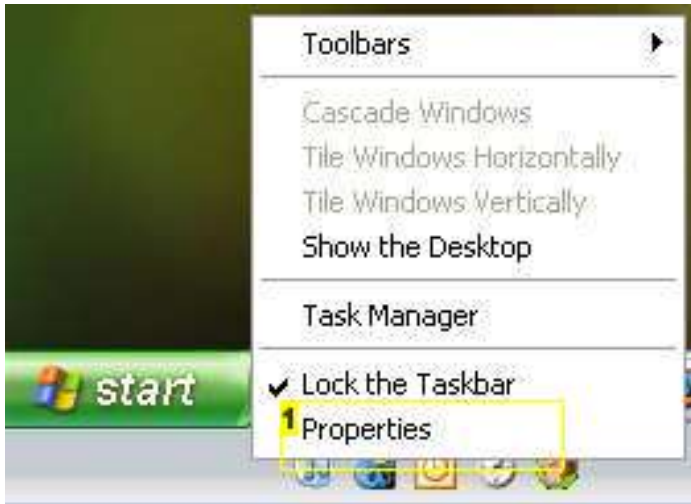 Toolbars
Cascade Windows
Tile Windows Horizontally
Tile Windows Vertically
Show the Desktop
Task Manager
start
Lock the Taskbar
1 Properties